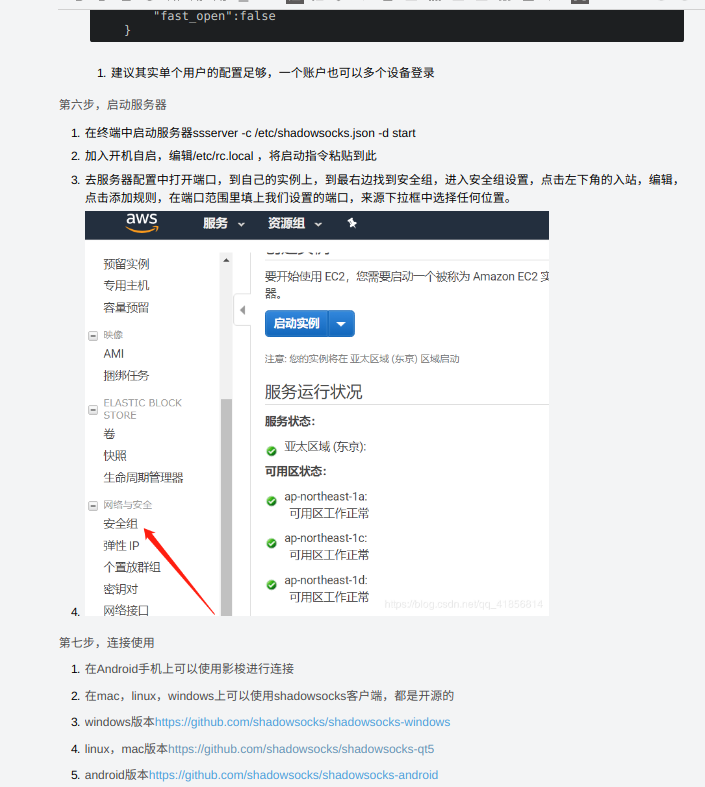 "fast_open":false
}
1. 建议其实单个用户的配置足够，一个账户也可以多个设备登录
第六步，启动服务器
1. 在终端中启动服务器ssserver -c /etc/shadowsocks.json -d start
2. 加入开机自启，编辑/etc/rc.local ，将启动指令粘贴到此
3. 去服务器配置中打开端口，到自己的实例上，到最右边找到安全组，进入安全组设置，点击左下角的入站，编辑，
点击添加规则，在端口范围里填上我们设置的端口，来源下拉框中选择任何位置。
aws 服务 资源组
预留实例
专用主机
容量预留
映像
AMI
捆绑任务
ELASTIC BLOCK
STORE
卷
快照
生命周期管理器
网络与安全
安全组
弹性 IP
个置放群组
密钥对
网络接口
要开始使用 EC2，您需要启动一个被称为 Amazon EC2 实
器。
启动实例
注意: 您的实例将在 亚太区域 (东京) 区域启动
服务运行状况
服务状态：
亚太区域 (东京):
可用区状态：
ap-northeast-1a:
可用区工作正常
ap-northeast-1c:
可用区工作正常
ap-northeast-1d:
可用区工作正常
https://blog.csdn.net/qq_41856814
4.
第七步，连接使用
1. 在Android手机上可以使用影梭进行连接
2. 在mac，linux，windows上可以使用shadowsocks客户端，都是开源的
3. windows版本https://github.com/shadowsocks/shadowsocks-windows
4. linux，mac版本https://github.com/shadowsocks/shadowsocks-qt5
5. android版本https://github.com/shadowsocks/shadowsocks-android